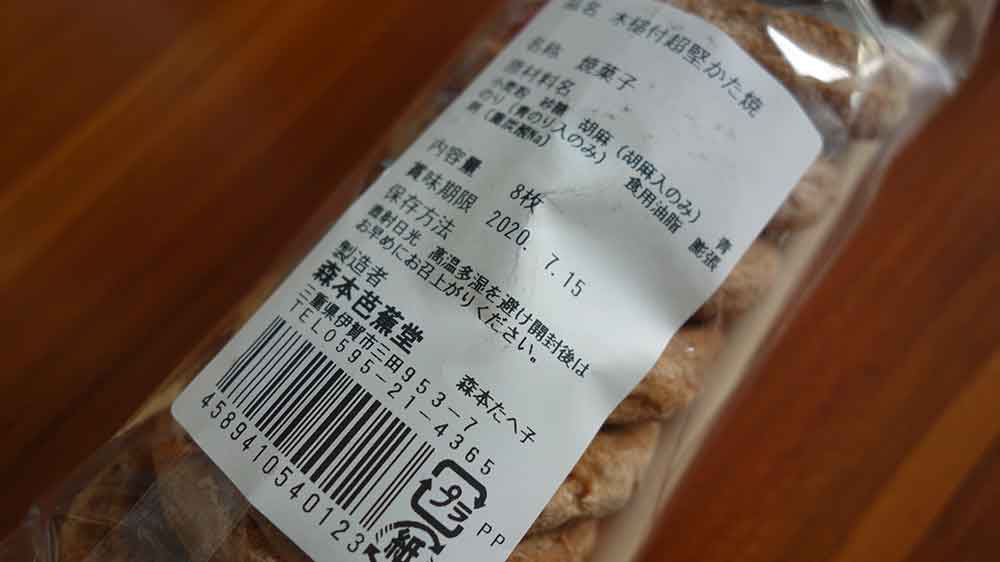 品名 木槌付超堅かた焼
名称 焼菓子
原材料名
小麦粉 砂糖 胡麻(胡麻入のみ) 青
のり(青のり入のみ) 食用油脂 膨張
剤(重炭酸Na)
内容量 8枚
賞味期限 2020. 7.15
保存方法
直射日光 高温多湿を避け開封後は
お早めにお召上がりください。
製造者
森本芭蕉堂 森本たへ子
三重県伊賀市三田953-7
TEL0595-21-4365
4589410540123
プラ PP
紙